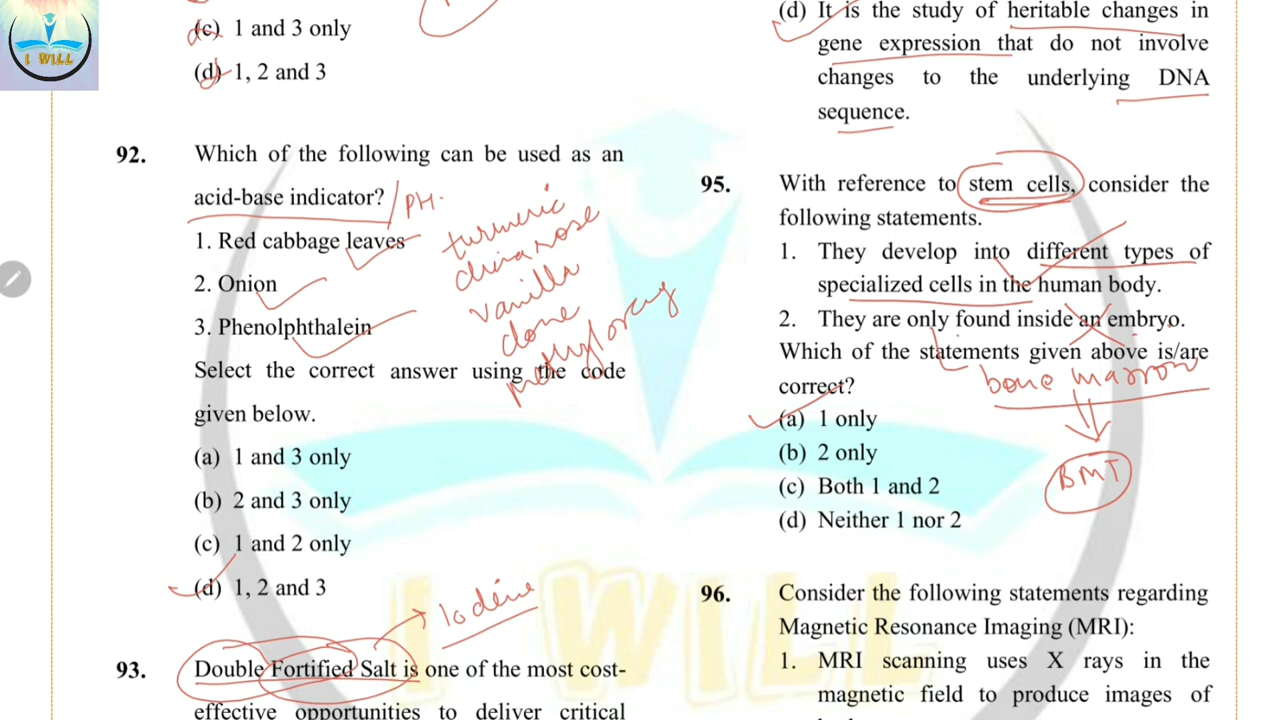 I WILL
(c) 1 and 3 only
(d) 1, 2 and 3
92. Which of the following can be used as an
acid-base indicator? / PH.
1. Red cabbage leaves
2. Onion
3. Phenolphthalein
turmeric
china rose
vanilla
clone
Select the correct answer using the code
given below.
(a) 1 and 3 only
(b) 2 and 3 only
(c) 1 and 2 only
(d) 1, 2 and 3
Iodine
93. Double Fortified Salt is one of the most cost-
effective opportunities to deliver critical
(d) It is the study of heritable changes in
gene expression that do not involve
changes to the underlying DNA
sequence.
95. With reference to stem cells, consider the
following statements.
1. They develop into different types of
specialized cells in the human body.
2. They are only found inside an embryo.
Which of the statements given above is/are
correct?
bone marrow
(a) 1 only
(b) 2 only
BMT
(c) Both 1 and 2
(d) Neither 1 nor 2
96. Consider the following statements regarding
Magnetic Resonance Imaging (MRI):
1. MRI scanning uses X rays in the
magnetic field to produce images of
I WILL